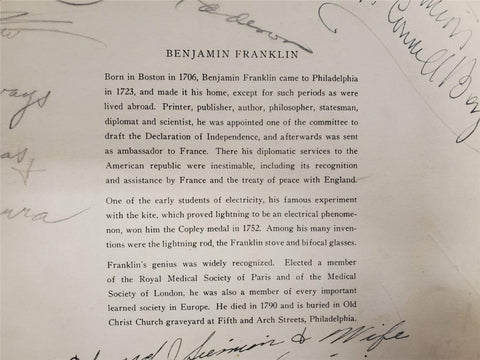 BENJAMIN FRANKLIN
Born in Boston in 1706, Benjamin Franklin came to Philadelphia
in 1723, and made it his home, except for such periods as were
lived abroad. Printer, publisher, author, philosopher, statesman,
diplomat and scientist, he was appointed one of the committee to
draft the Declaration of Independence, and afterwards was sent
as ambassador to France. There his diplomatic services to the
American republic were inestimable, including its recognition
and assistance by France and the treaty of peace with England.
One of the early students of electricity, his famous experiment
with the kite, which proved lightning to be an electrical phenome-
non, won him the Copley medal in 1752. Among his many inven-
tions were the lightning rod, the Franklin stove and bifocal glasses.
Franklin's genius was widely recognized. Elected a member
of the Royal Medical Society of Paris and of the Medical
Society of London, he was also a member of every important
learned society in Europe. He died in 1790 and is buried in Old
Christ Church graveyard at Fifth and Arch Streets, Philadelphia.
& Wife